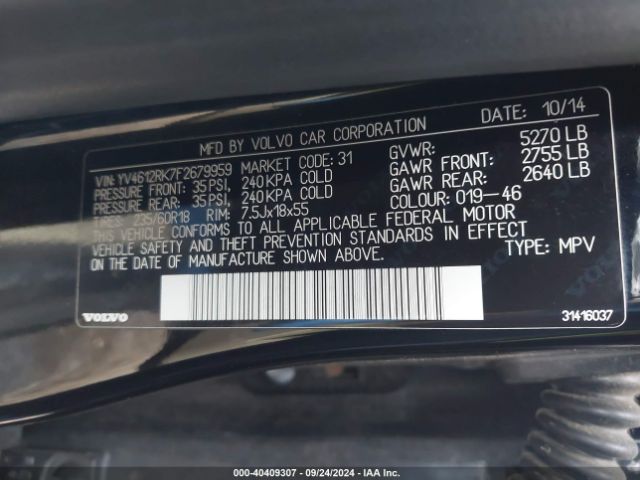 MFD BY VOLVO CAR CORPORATION DATE: 10/14
VIN: YV4612RK7F2679959 MARKET CODE: 31 GVWR: 5270 LB
PRESSURE FRONT: 35 PSI, 240 KPA COLD GAWR FRONT: 2755 LB
PRESSURE REAR: 35 PSI, 240 KPA COLD GAWR REAR: 2640 LB
TIRES: 235/60R18 RIM: 7.5Jx18x55 COLOUR: 019-46
THIS VEHICLE CONFORMS TO ALL APPLICABLE FEDERAL MOTOR
VEHICLE SAFETY AND THEFT PREVENTION STANDARDS IN EFFECT
ON THE DATE OF MANUFACTURE SHOWN ABOVE. TYPE: MPV
VOLVO 31416037
000-40409307 - 09/24/2024 - IAA Inc.